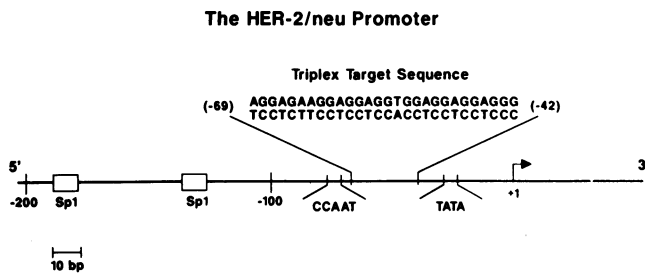 The HER-2/neu Promoter
Triplex Target Sequence
(-69) AGGAGAAGGAGGAGGTGGAGGAGGAGGG (-42)
TCCTCTTCCTCCTCCACCTCCTCCTCCC
5' 3
-200 Sp1 Sp1 -100 CCAAT TATA +1
10 bp